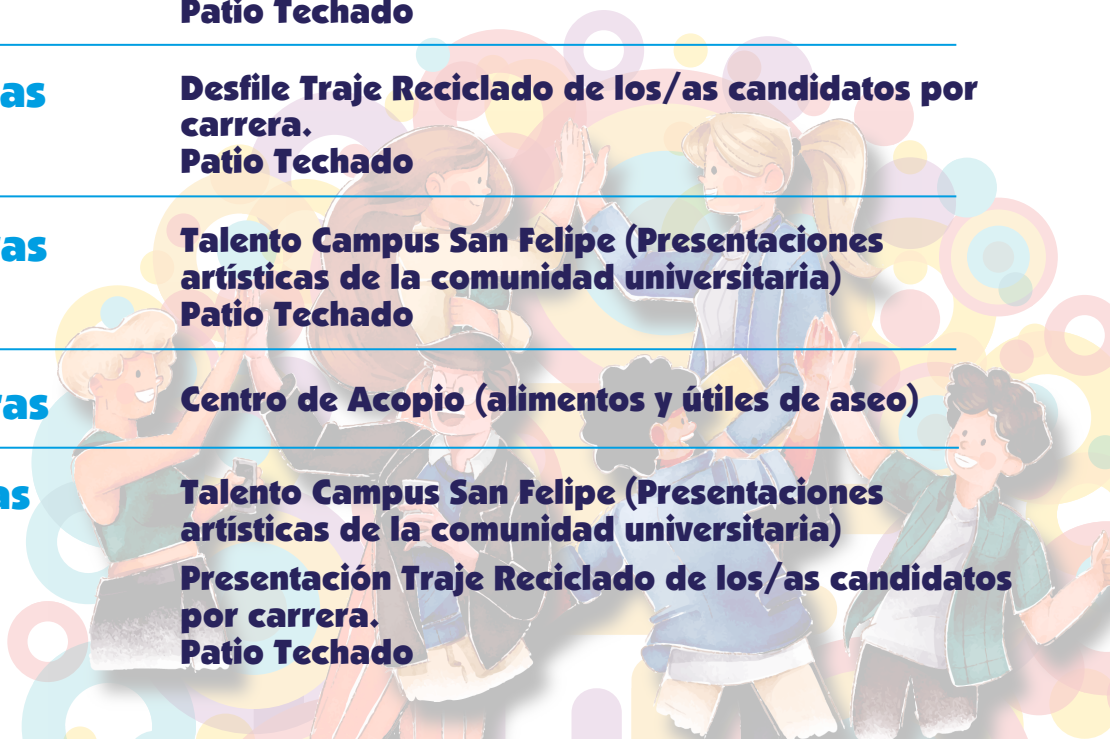 Patio Techado
as
Desfile Traje Reciclado de los/as candidatos por
carrera.
Patio Techado
as
Talento Campus San Felipe (Presentaciones
artísticas de la comunidad universitaria)
Patio Techado
as
Centro de Acopio (alimentos y útiles de aseo)
as
Talento Campus San Felipe (Presentaciones
artísticas de la comunidad universitaria)
Presentación Traje Reciclado de los/as candidatos
por carrera.
Patio Techado